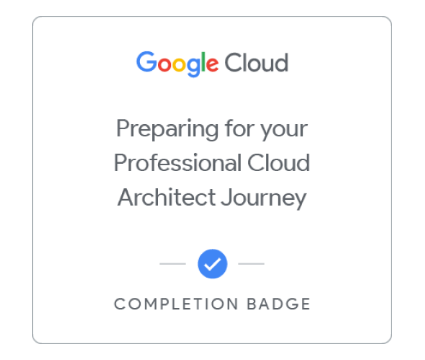 Google Cloud
Preparing for your
Professional Cloud
Architect Journey
COMPLETION BADGE